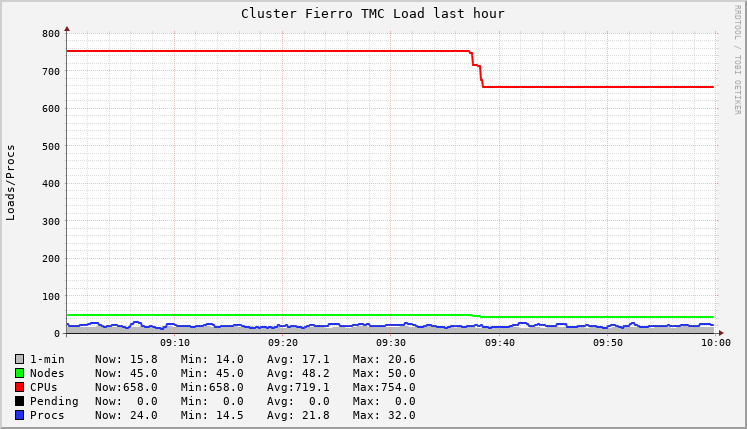 Cluster Fierro TMC Load last hour
RRDTOOL / TOBI OETIKER
Loads/Procs
800
700
600
500
400
300
200
100
0
09:10 09:20 09:30 09:40 09:50 10:00
1-min Now: 15.8 Min: 14.0 Avg: 17.1 Max: 20.6
Nodes Now: 45.0 Min: 45.0 Avg: 48.2 Max: 50.0
CPUs Now:658.0 Min:658.0 Avg:719.1 Max:754.0
Pending Now: 0.0 Min: 0.0 Avg: 0.0 Max: 0.0
Procs Now: 24.0 Min: 14.5 Avg: 21.8 Max: 32.0